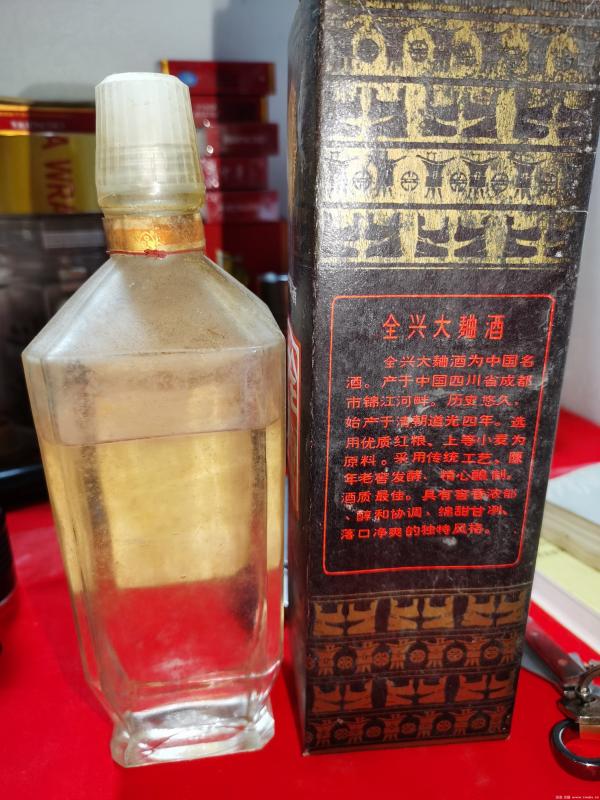 全兴大麯酒
全兴大麯酒为中国名
酒。产于中国四川省成都
市锦江河畔。历史悠久,
始产于清朝道光四年。选
用优质红粮、上等小麦为
原料。采用传统工艺、陈
年老窖发酵、精心酿制。
酒质最佳。具有窖香浓郁
、醇和协调、绵甜甘冽、
落口净爽的独特风格。
A WRA